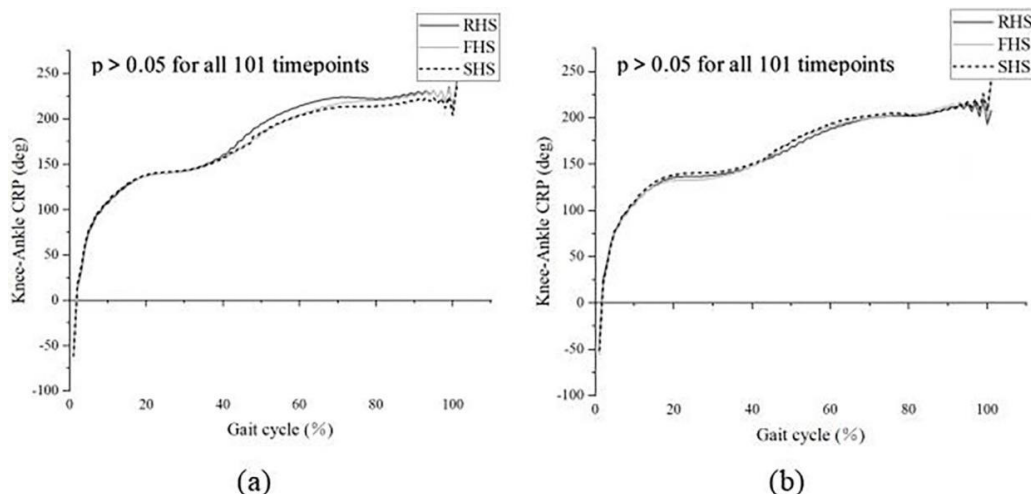 RHS
FHS
SHS
p > 0.05 for all 101 timepoints
250
200
150
100
50
0
-50
-100
Knee-Ankle CRP (deg)
0 20 40 60 80 100
Gait cycle (%)
(a)
RHS
FHS
SHS
p > 0.05 for all 101 timepoints
250
200
150
100
50
0
-50
-100
Knee-Ankle CRP (deg)
0 20 40 60 80 100
Gait cycle (%)
(b)